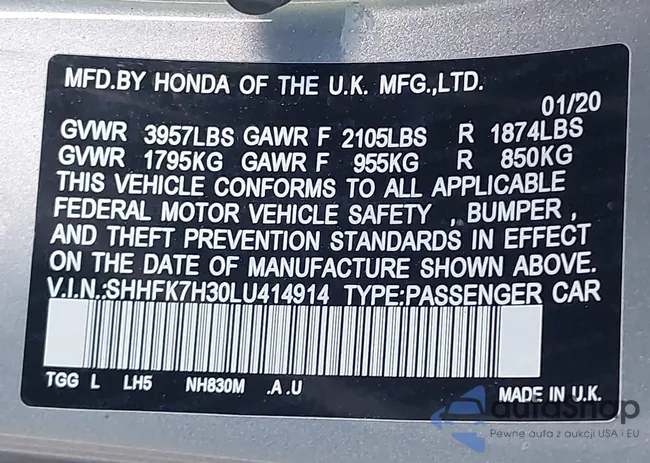 MFD.BY HONDA OF THE U.K. MFG.,LTD.
01/20
GVWR 3957LBS GAWR F 2105LBS R 1874LBS
GVWR 1795KG GAWR F 955KG R 850KG
THIS VEHICLE CONFORMS TO ALL APPLICABLE
FEDERAL MOTOR VEHICLE SAFETY , BUMPER ,
AND THEFT PREVENTION STANDARDS IN EFFECT
ON THE DATE OF MANUFACTURE SHOWN ABOVE.
V.I.N.:SHHFK7H30LU414914 TYPE:PASSENGER CAR
TGG L LH5 NH830M .A .U MADE IN U.K.
autaShop
Pewne auta z aukcji USA i EU